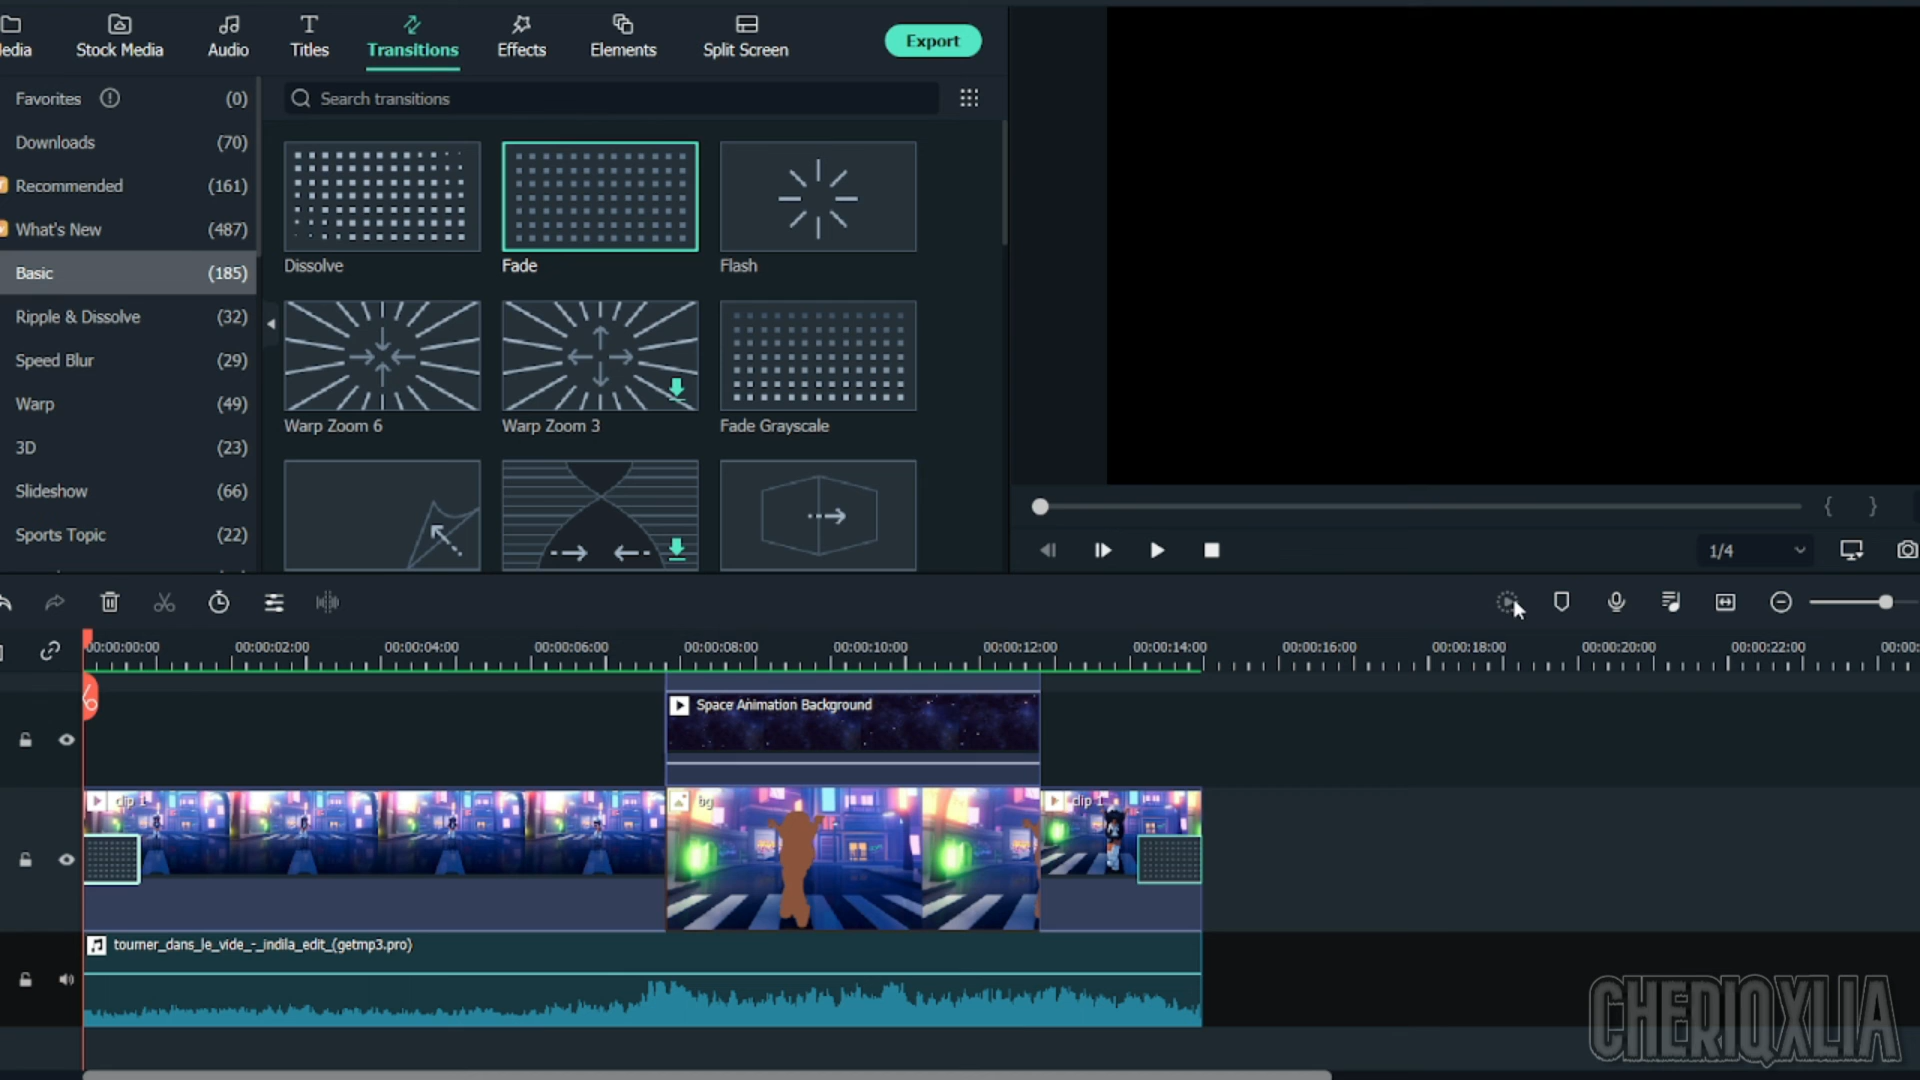 edia
Stock Media
Audio
Titles
Transitions
Effects
Elements
Split Screen
Export
Favorites (0)
Search transitions
Downloads (70)
Recommended (161)
What's New (487)
Basic (185)
Ripple & Dissolve (32)
Speed Blur (29)
Warp (49)
3D (23)
Slideshow (66)
Sports Topic (22)
Dissolve
Fade
Flash
Warp Zoom 6
Warp Zoom 3
Fade Grayscale
1/4
00:00:00:00
00:00:02:00
00:00:04:00
00:00:06:00
00:00:08:00
00:00:10:00
00:00:12:00
00:00:14:00
00:00:16:00
00:00:18:00
00:00:20:00
00:00:22:00
00:00:
Space Animation Background
clip 1
bg
clip 1
tourner_dans_le_vide_-_indila_edit_(getmp3.pro)
CHERIQXLIA